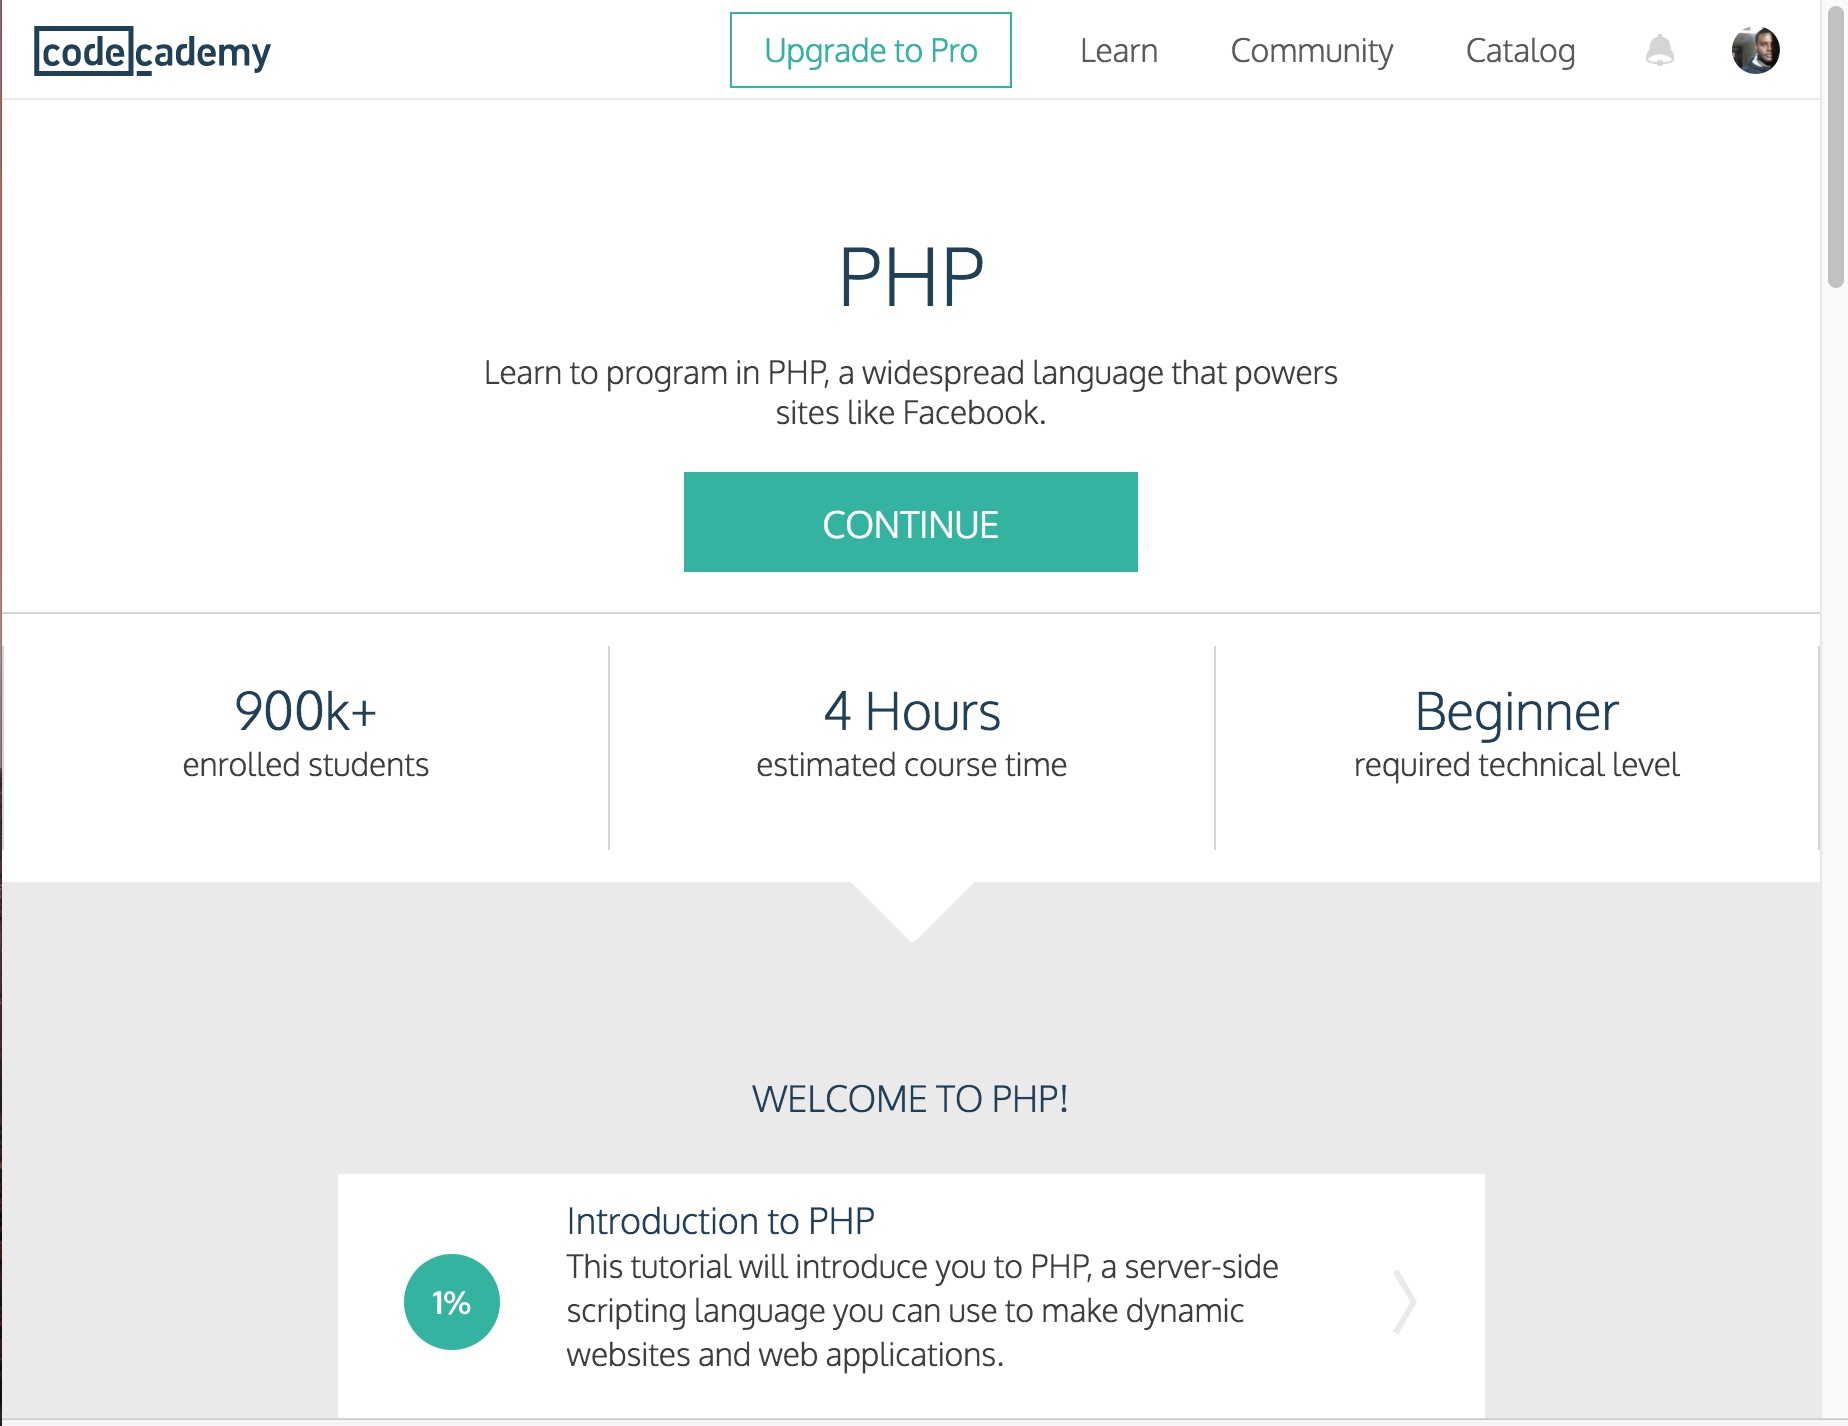 codecademy
Upgrade to Pro
Learn
Community
Catalog
PHP
Learn to program in PHP, a widespread language that powers
sites like Facebook.
CONTINUE
900k+
enrolled students
4 Hours
estimated course time
Beginner
required technical level
WELCOME TO PHP!
1%
Introduction to PHP
This tutorial will introduce you to PHP, a server-side
scripting language you can use to make dynamic
websites and web applications.